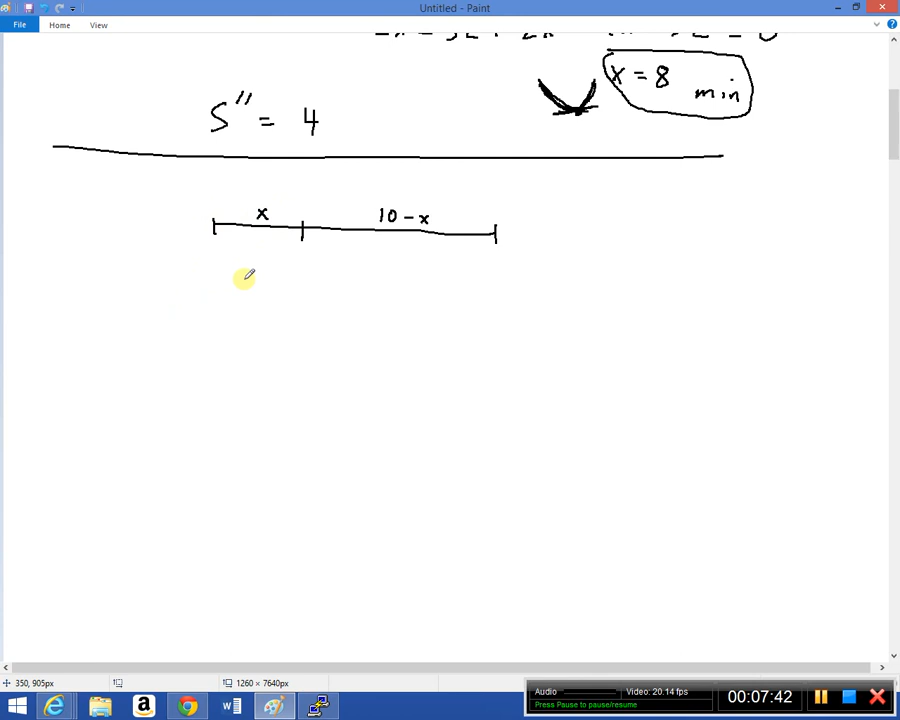 Untitled - Paint
File Home View
x = 8
min
S" = 4
x 10 - x
350, 905px 1260 × 7640px
Audio Video: 20.14 fps
Press Pause to pause/resume
00:07:42